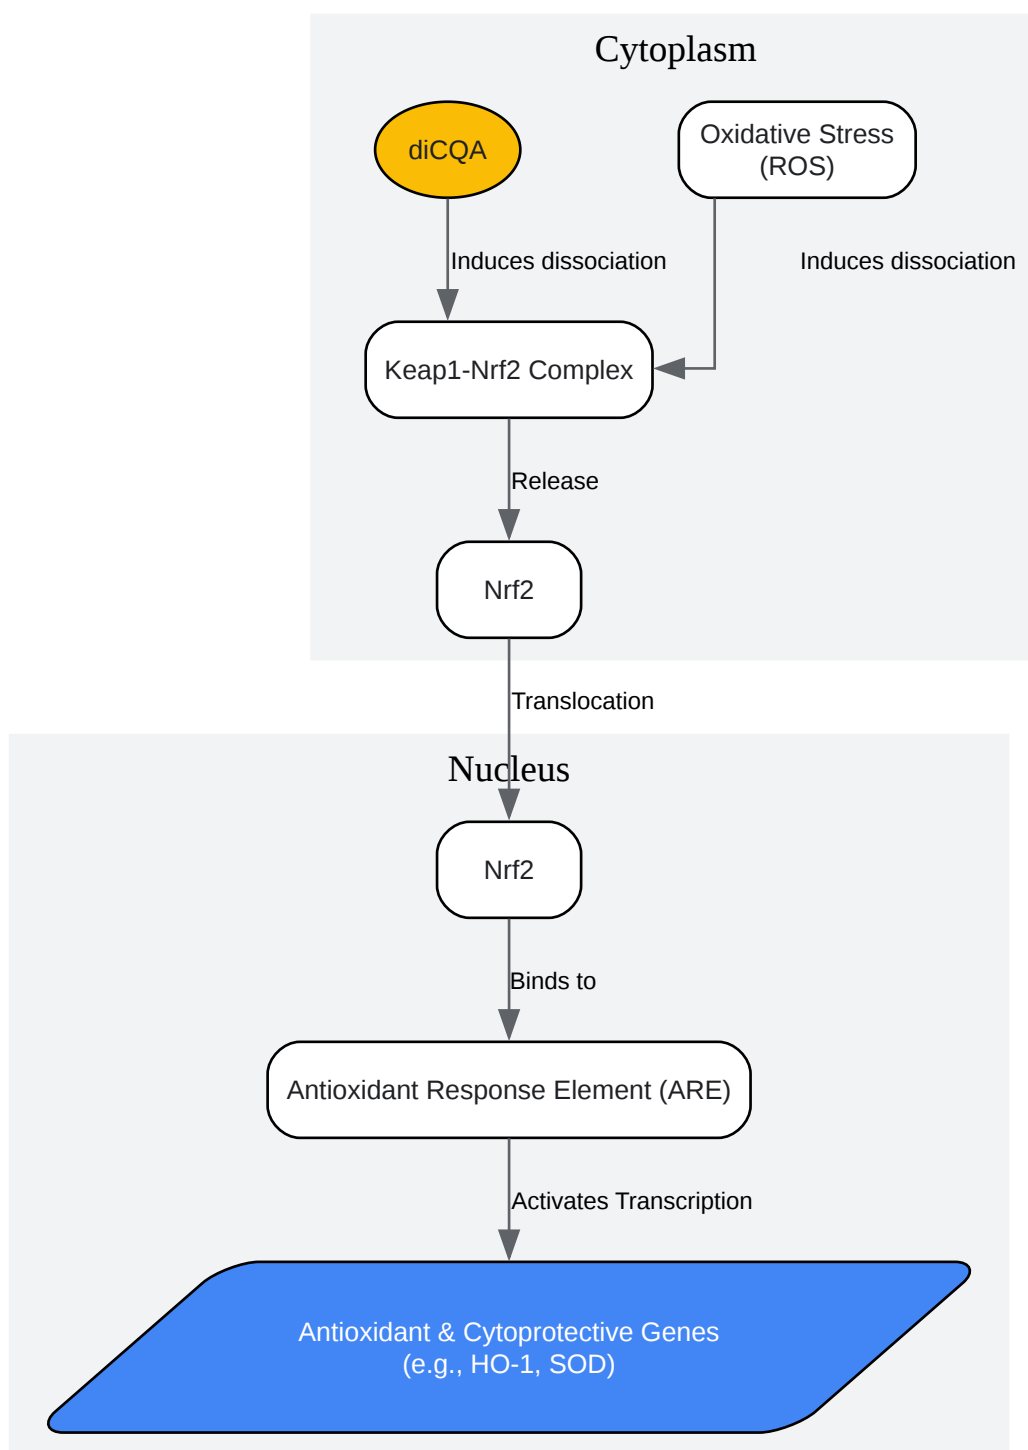 Cytoplasm
diCQA
Oxidative Stress
(ROS)
Induces dissociation
Induces dissociation
Keap1-Nrf2 Complex
Release
Nrf2
Translocation
Nucleus
Nrf2
Binds to
Antioxidant Response Element (ARE)
Activates Transcription
Antioxidant & Cytoprotective Genes
(e.g., HO-1, SOD)